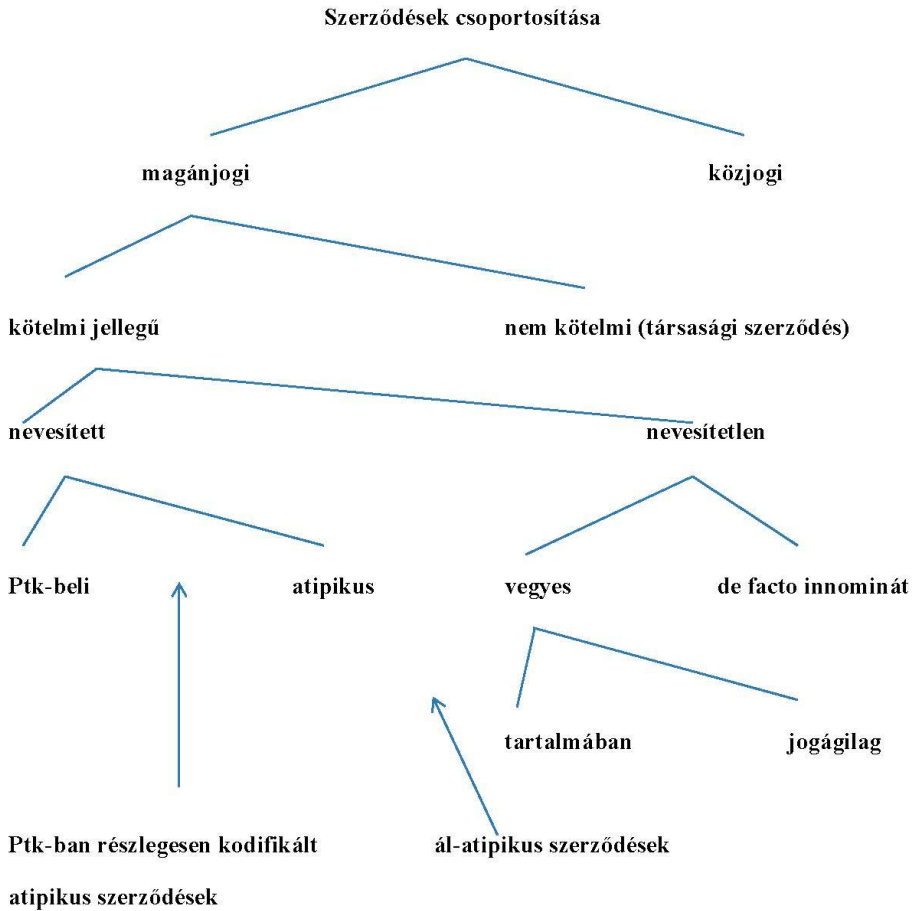 Szerződések csoportosítása
magánjogi közjogi
kötelmi jellegű nem kötelmi (társasági szerződés)
nevesített nevesítetlen
Ptk-beli atipikus vegyes de facto innominát
tartalmában jogágilag
Ptk-ban részlegesen kodifikált ál-atipikus szerződések
atipikus szerződések